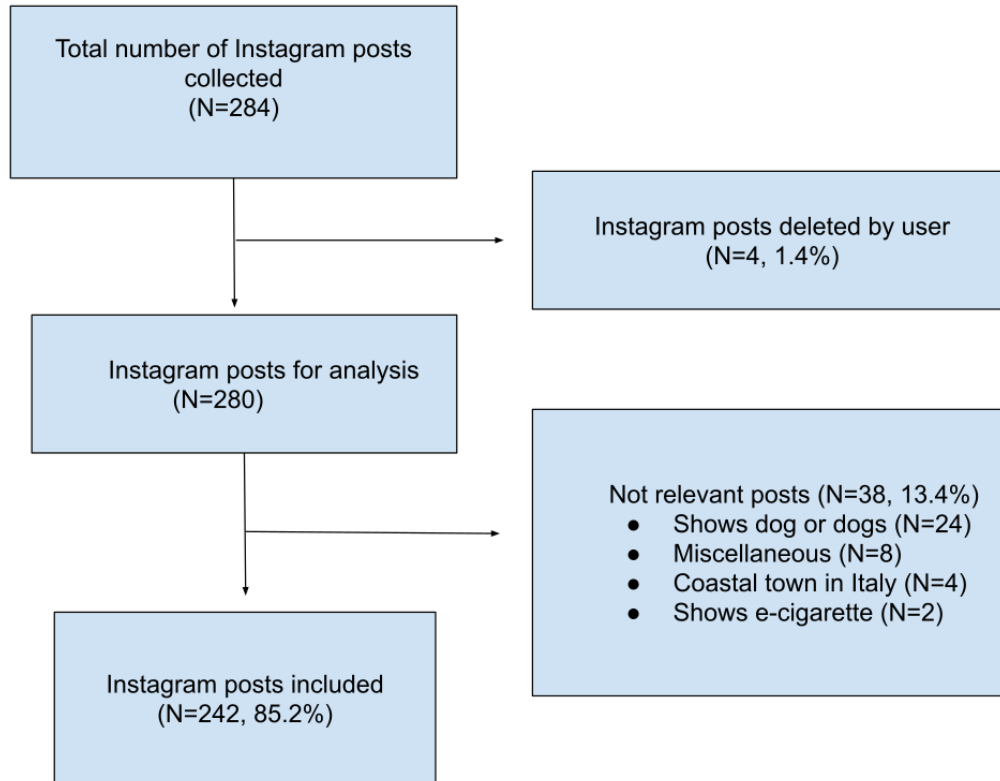 Total number of Instagram posts
collected
(N=284)
Instagram posts deleted by user
(N=4, 1.4%)
Instagram posts for analysis
(N=280)
Not relevant posts (N=38, 13.4%)
● Shows dog or dogs (N=24)
● Miscellaneous (N=8)
● Coastal town in Italy (N=4)
● Shows e-cigarette (N=2)
Instagram posts included
(N=242, 85.2%)